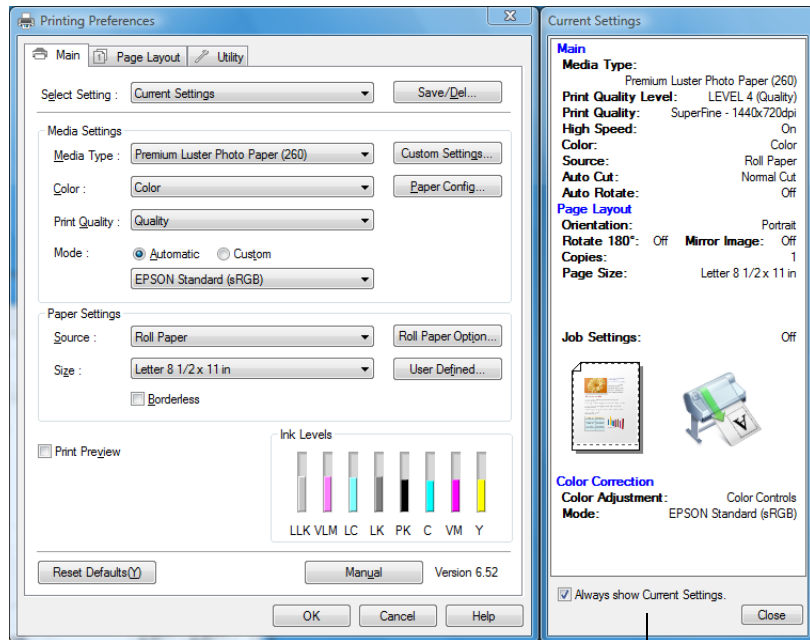 Printing Preferences
Main
Page Layout
Utility
Select Setting : Current Settings Save/Del...
Media Settings
Media Type : Premium Luster Photo Paper (260) Custom Settings...
Color : Color Paper Config...
Print Quality : Quality
Mode : Automatic Custom
EPSON Standard (sRGB)
Paper Settings
Source : Roll Paper Roll Paper Option...
Size : Letter 8 1/2 x 11 in User Defined...
Borderless
Print Preview
Ink Levels
LLK VLM LC LK PK C VM Y
Reset Defaults(Y) Manual Version 6.52
OK Cancel Help
Current Settings
Main
Media Type:
Premium Luster Photo Paper (260)
Print Quality Level: LEVEL 4 (Quality)
Print Quality: SuperFine - 1440x720dpi
High Speed: On
Color: Color
Source: Roll Paper
Auto Cut: Normal Cut
Auto Rotate: Off
Page Layout
Orientation: Portrait
Rotate 180°: Off Mirror Image: Off
Copies: 1
Page Size: Letter 8 1/2 x 11 in
Job Settings: Off
A
Color Correction
Color Adjustment: Color Controls
Mode: EPSON Standard (sRGB)
Always show Current Settings.
Close